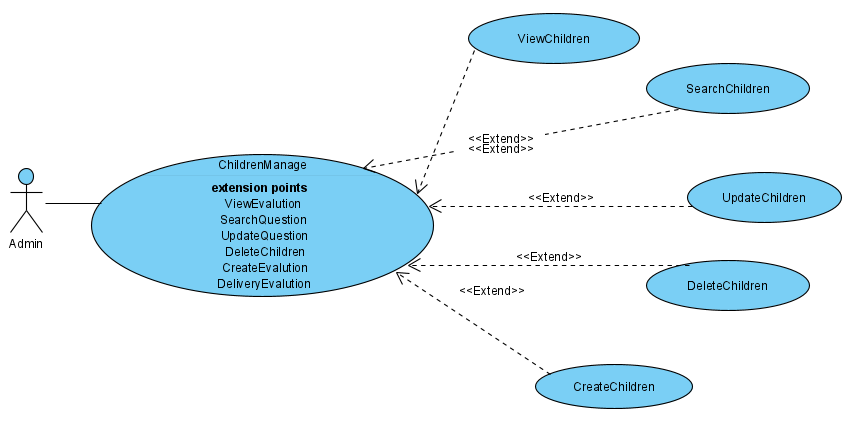 ViewChildren
SearchChildren
<<Extend>>
<<Extend>>
ChildrenManage
extension points
ViewEvalution
SearchQuestion
UpdateQuestion
DeleteChildren
CreateEvalution
DeliveryEvalution
Admin
<<Extend>>
UpdateChildren
<<Extend>>
DeleteChildren
<<Extend>>
CreateChildren